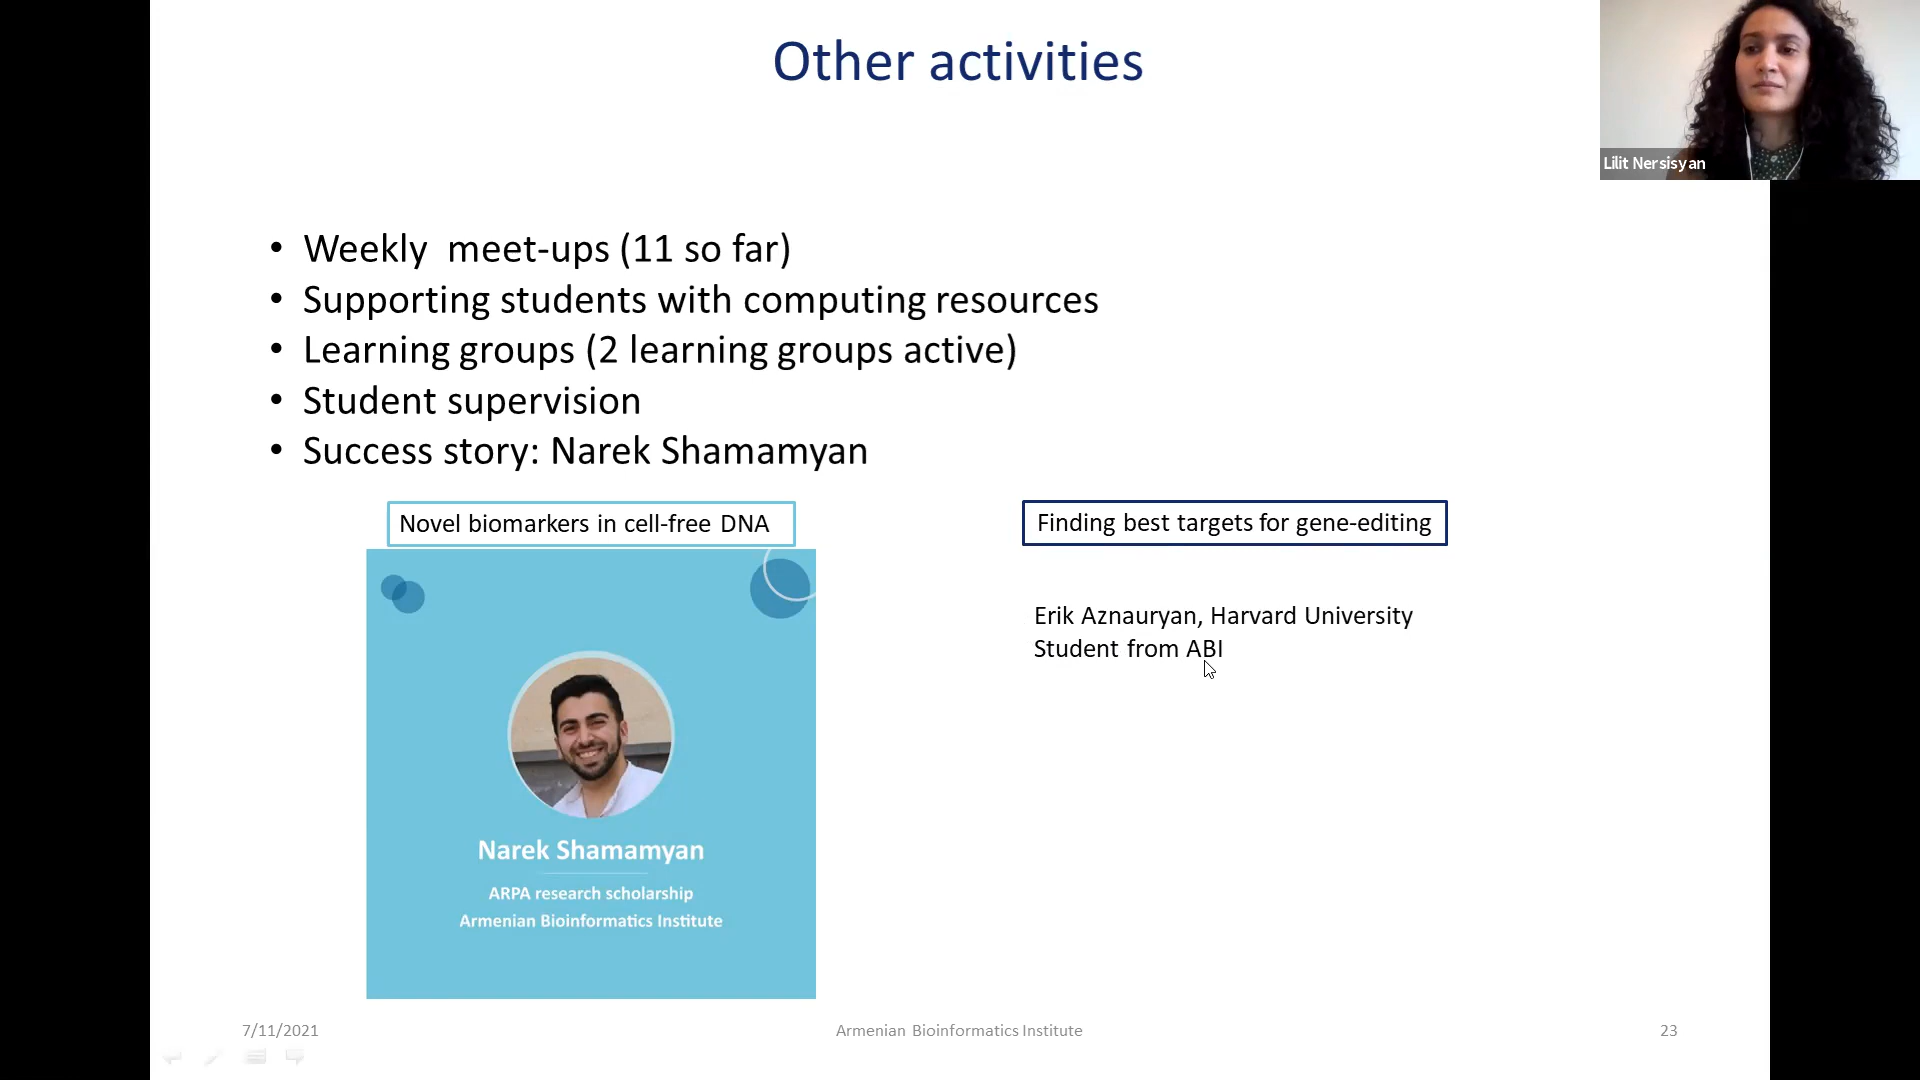 Other activities
Lilit Nersisyan
• Weekly meet-ups (11 so far)
• Supporting students with computing resources
• Learning groups (2 learning groups active)
• Student supervision
• Success story: Narek Shamamyan
Novel biomarkers in cell-free DNA
Finding best targets for gene-editing
Erik Aznauryan, Harvard University
Student from ABI
Narek Shamamyan
ARPA research scholarship
Armenian Bioinformatics Institute
7/11/2021
Armenian Bioinformatics Institute
23